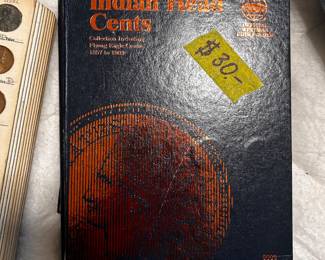 Indian Head
Cents
Collection Including
Flying Eagle Cents
1857 to 1909
$30.-